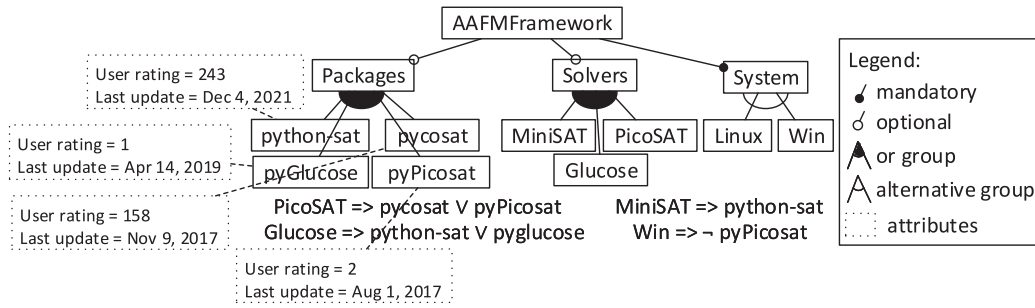 AAFMFramework
Packages
Solvers
System
User rating = 243
Last update = Dec 4, 2021
python-sat
pycosat
MiniSAT
PicoSAT
Linux
Win
User rating = 1
Last update = Apr 14, 2019
pyGlucose
pyPicosat
Glucose
User rating = 158
Last update = Nov 9, 2017
PicoSAT => pycosat V pyPicosat
MiniSAT => python-sat
Glucose => python-sat V pyglucose
Win => ¬ pyPicosat
User rating = 2
Last update = Aug 1, 2017
Legend:
mandatory
optional
or group
alternative group
attributes